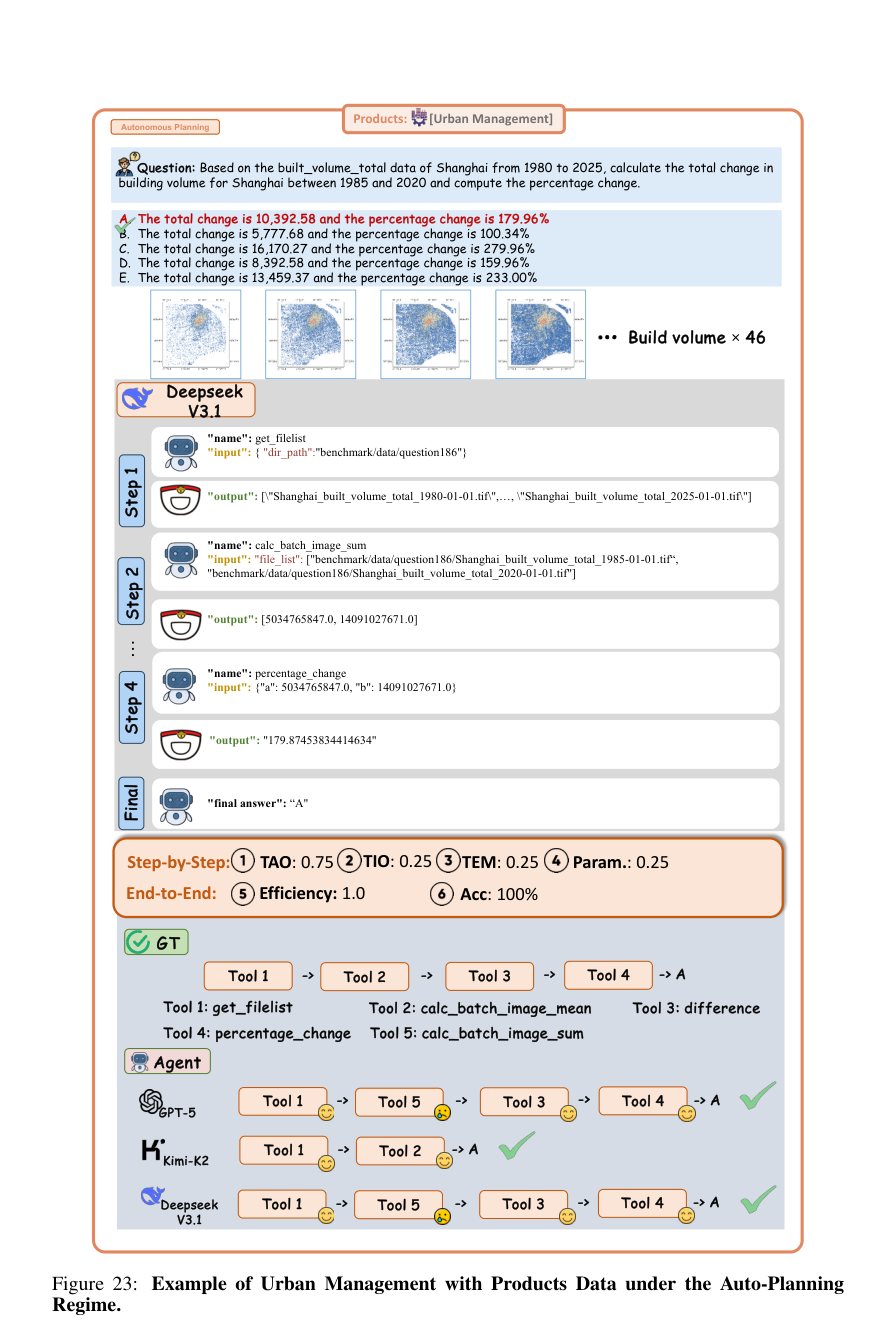 Autonomous Planning
Products: [Urban Management]
Question: Based on the built_volume_total data of Shanghai from 1980 to 2025, calculate the total change in
building volume for Shanghai between 1985 and 2020 and compute the percentage change.
A. The total change is 10,392.58 and the percentage change is 179.96%
B. The total change is 5,777.68 and the percentage change is 100.34%
C. The total change is 16,170.27 and the percentage change is 279.96%
D. The total change is 8,392.58 and the percentage change is 159.96%
E. The total change is 13,459.37 and the percentage change is 233.00%
••• Build volume × 46
Deepseek
V3.1
Step 1
"name": get_filelist
"input": { "dir_path":"benchmark/data/question186"}
"output": [\"Shanghai_built_volume_total_1980-01-01.tif\",…, \"Shanghai_built_volume_total_2025-01-01.tif\"]
Step 2
"name": calc_batch_image_sum
"input": "file_list": ["benchmark/data/question186/Shanghai_built_volume_total_1985-01-01.tif“,
"benchmark/data/question186/Shanghai_built_volume_total_2020-01-01.tif"]
"output": [5034765847.0, 14091027671.0]
...
Step 4
"name": percentage_change
"input": {"a": 5034765847.0, "b": 14091027671.0}
"output": "179.87453834414634"
Final
"final answer": “A"
Step-by-Step: 1 TAO: 0.75 2 TIO: 0.25 3 TEM: 0.25 4 Param.: 0.25
End-to-End: 5 Efficiency: 1.0 6 Acc: 100%
GT
Tool 1 -> Tool 2 -> Tool 3 -> Tool 4 -> A
Tool 1: get_filelist Tool 2: calc_batch_image_mean Tool 3: difference
Tool 4: percentage_change Tool 5: calc_batch_image_sum
Agent
GPT-5 Tool 1 -> Tool 5 -> Tool 3 -> Tool 4 -> A
Kimi-K2 Tool 1 -> Tool 2 -> A
Deepseek V3.1 Tool 1 -> Tool 5 -> Tool 3 -> Tool 4 -> A
Figure 23: Example of Urban Management with Products Data under the Auto-Planning
Regime.